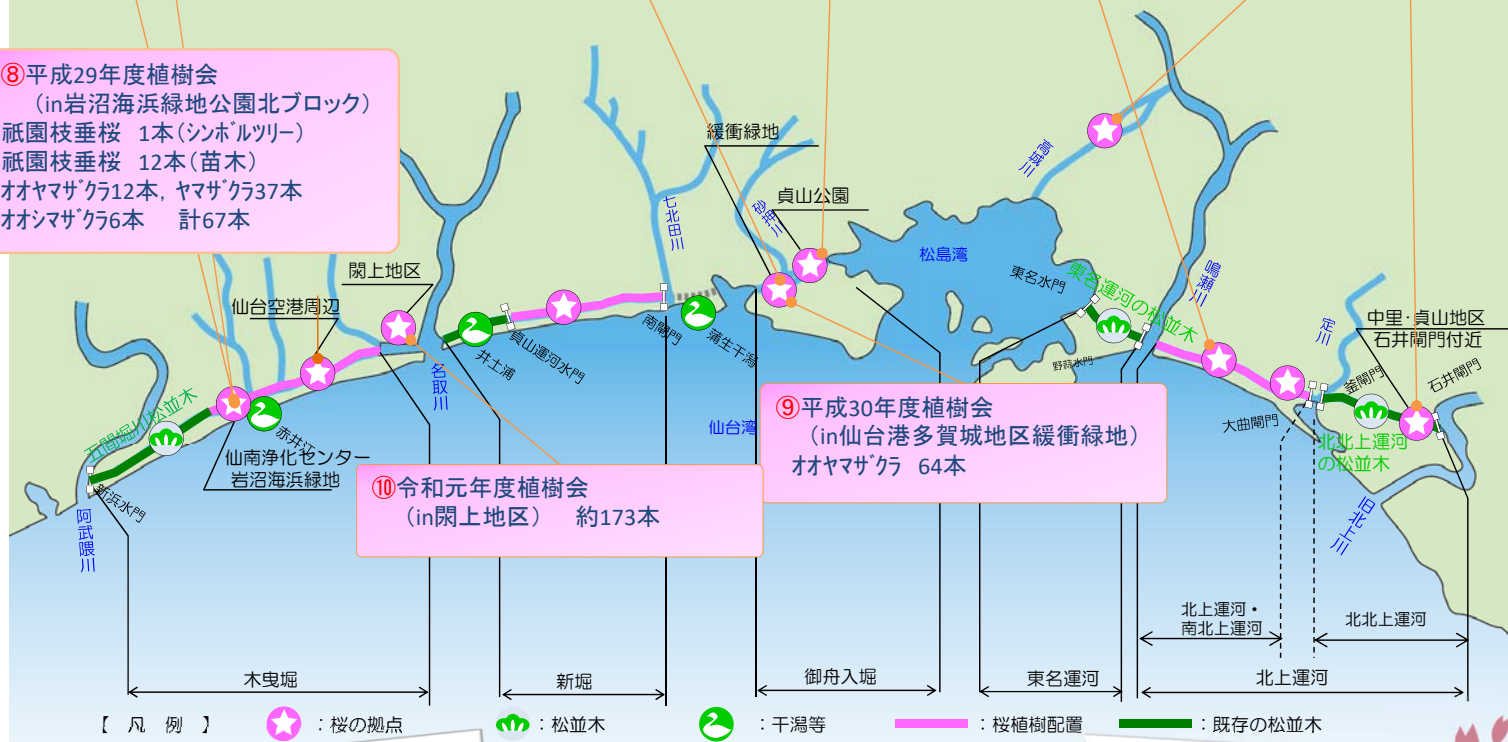 ⑧平成29年度植樹会
(in岩沼海浜緑地公園北ブロック)
祇園枝垂桜 1本(シンボルツリー)
祇園枝垂桜 12本(苗木)
オオヤマザクラ12本, ヤマザクラ37本
オオシマザクラ6本 計67本
緩衝緑地
貞山公園
高城川
七北田川
砂押川
松島湾
閖上地区
仙台空港周辺
東名水門
東名運河の松並木
鳴瀬川
定川
中里・貞山地区
石井閘門付近
南閘門
蒲生干潟
貞山運河水門
井土浦
名取川
野蒜水門
釜閘門
石井閘門
大曲閘門
五間堀川松並木
赤井江
仙南浄化センター
岩沼海浜緑地
新浜水門
阿武隈川
仙台湾
⑨平成30年度植樹会
(in仙台港多賀城地区緩衝緑地)
オオヤマザクラ 64本
北北上運河
の松並木
旧北上川
⑩令和元年度植樹会
(in閖上地区) 約173本
北上運河・
南北上運河
北北上運河
木曳堀
新堀
御舟入堀
東名運河
北上運河
【 凡 例 】 :桜の拠点 :松並木 :干潟等 :桜植樹配置 :既存の松並木